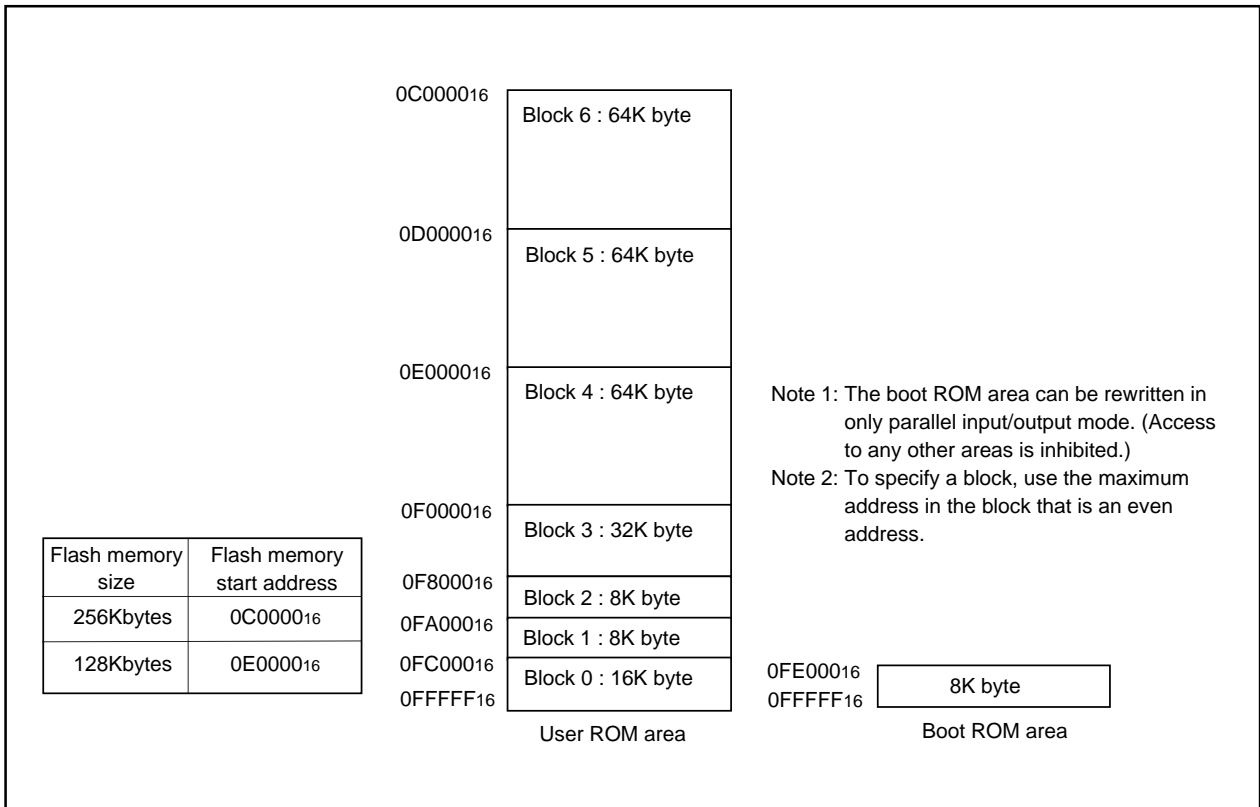 0C000016
Block 6 : 64K byte
0D000016
Block 5 : 64K byte
0E000016
Block 4 : 64K byte
Note 1: The boot ROM area can be rewritten in
only parallel input/output mode. (Access
to any other areas is inhibited.)
Note 2: To specify a block, use the maximum
address in the block that is an even
address.
0F000016
Block 3 : 32K byte
Flash memory size
Flash memory start address
256Kbytes 0C000016
128Kbytes 0E000016
0F800016
Block 2 : 8K byte
0FA00016
Block 1 : 8K byte
0FC00016
Block 0 : 16K byte
0FFFFF16
User ROM area
0FE00016
8K byte
0FFFFF16
Boot ROM area